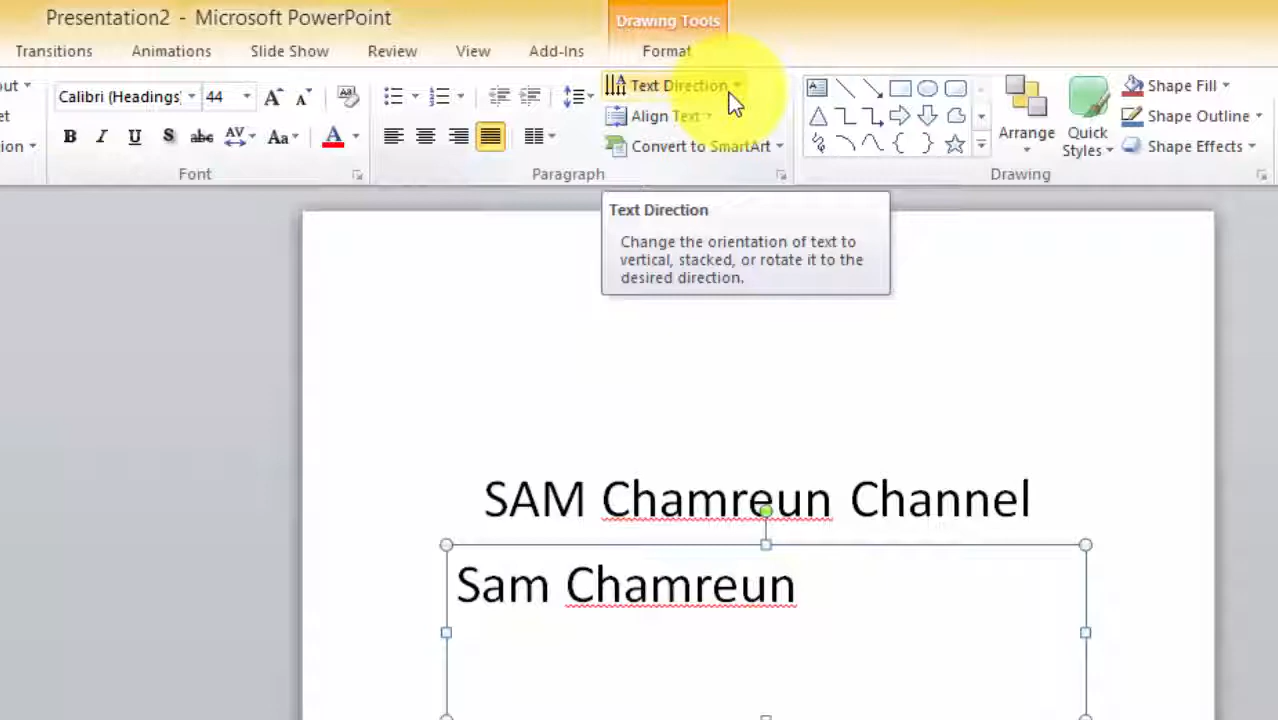 Presentation2 - Microsoft PowerPoint
Drawing Tools
Transitions Animations Slide Show Review View Add-Ins Format
Calibri (Headings) 44
Text Direction
Align Text
Convert to SmartArt
Aa
Arrange
Quick Styles
Shape Fill
Shape Outline
Shape Effects
Font Paragraph Drawing
Text Direction
Change the orientation of text to
vertical, stacked, or rotate it to the
desired direction.
SAM Chamreun Channel
Sam Chamreun